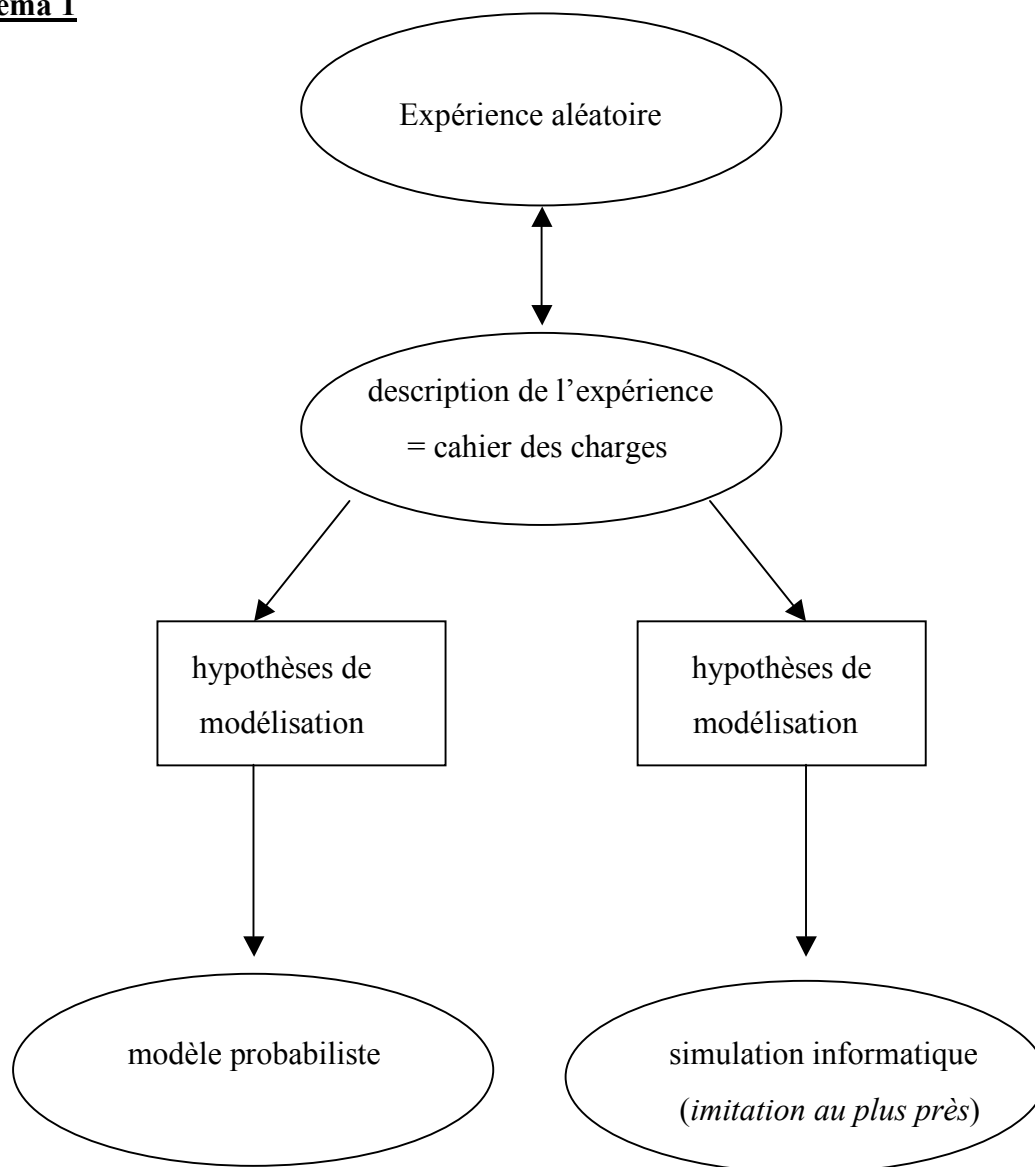 éma 1
Expérience aléatoire
description de l'expérience
= cahier des charges
hypothèses de
modélisation
hypothèses de
modélisation
modèle probabiliste
simulation informatique
(imitation au plus près)